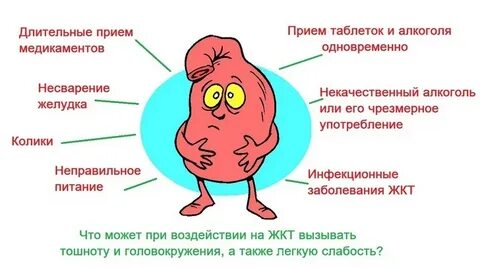 Длительные прием
медикаментов
Несварение
желудка
Колики
Неправильное
питание
Прием таблеток и алкоголя
одновременно
Некачественный алкоголь
или его чрезмерное
употребление
Инфекционные
заболевания ЖКТ
Что может при воздействии на ЖКТ вызывать
тошноту и головокружения, а также легкую слабость?